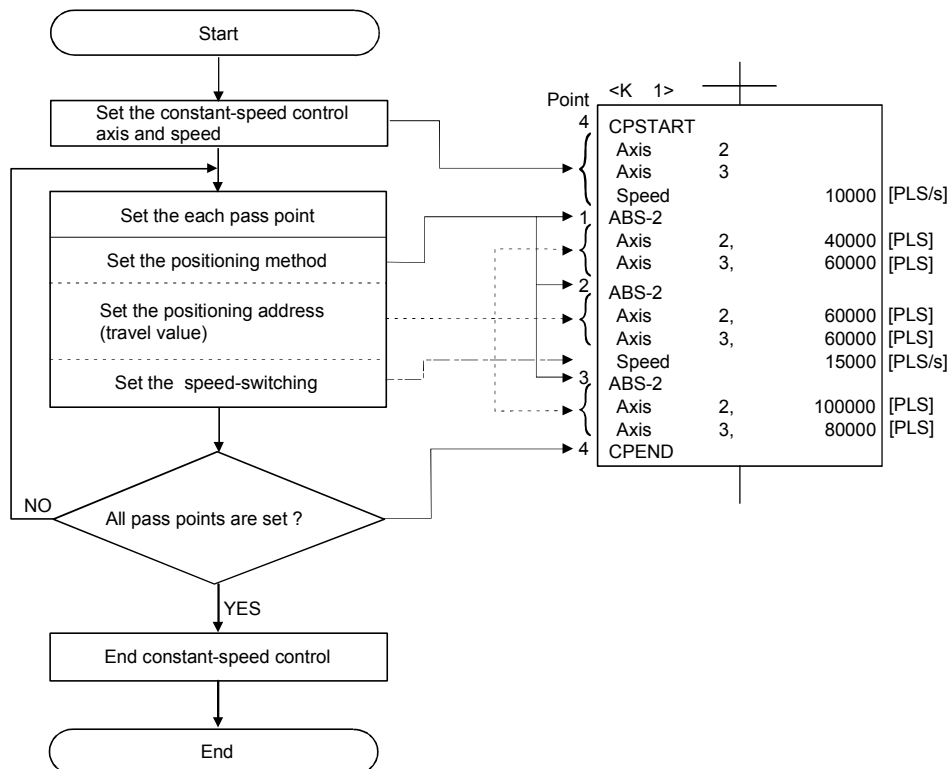 Start
Set the constant-speed control
axis and speed
Set the each pass point
Set the positioning method
Set the positioning address
(travel value)
Set the speed-switching
NO
All pass points are set ?
YES
End constant-speed control
End
<K 1>
Point
4 CPSTART
Axis 2
Axis 3
Speed 10000 [PLS/s]
1 ABS-2
Axis 2, 40000 [PLS]
Axis 3, 60000 [PLS]
2 ABS-2
Axis 2, 60000 [PLS]
Axis 3, 60000 [PLS]
Speed 15000 [PLS/s]
3 ABS-2
Axis 2, 100000 [PLS]
Axis 3, 80000 [PLS]
4 CPEND